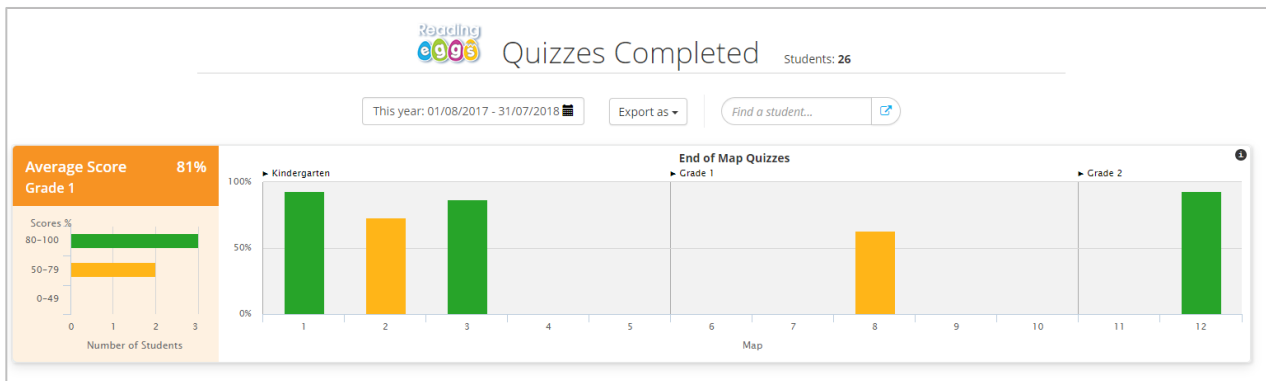 Reading
eggs
Quizzes Completed Students: 26
This year: 01/08/2017 - 31/07/2018
Export as
Find a student...
Average Score 81%
Grade 1
Scores %
80-100
50-79
0-49
0 1 2 3
Number of Students
End of Map Quizzes
► Kindergarten ► Grade 1 ► Grade 2
100%
50%
0%
1 2 3 4 5 6 7 8 9 10 11 12
Map